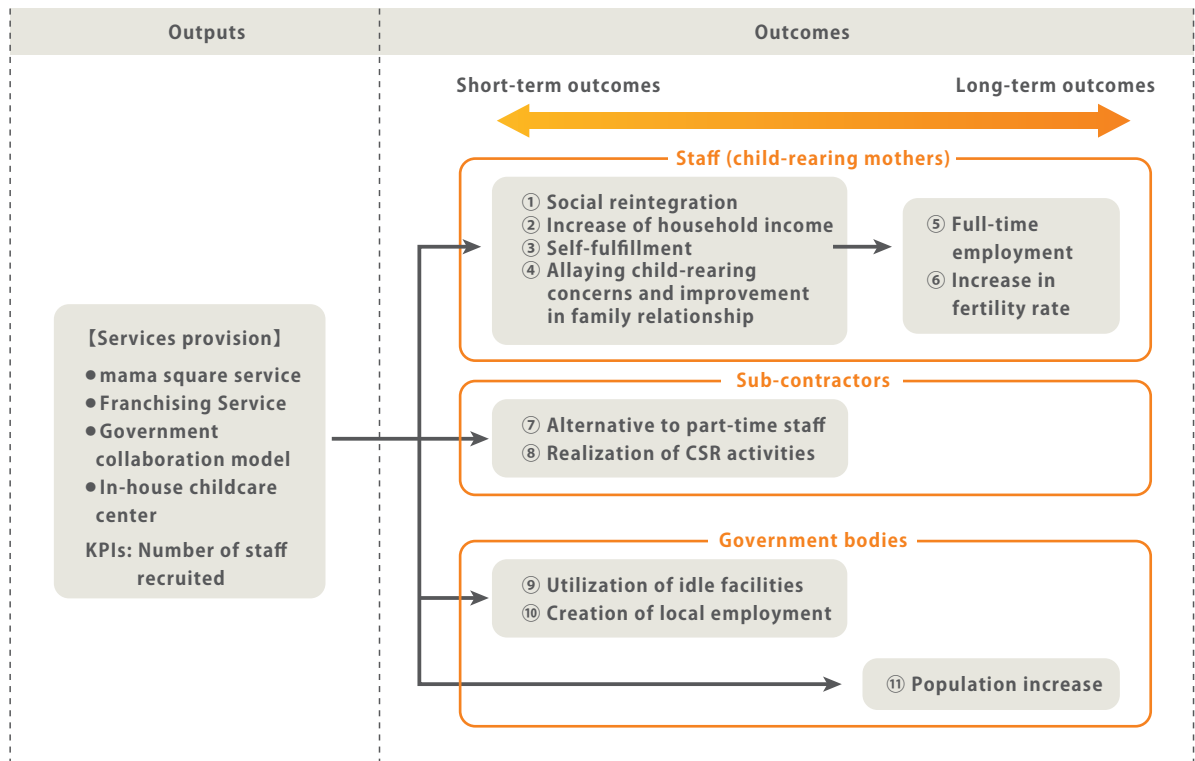 Outputs
Outcomes
Short-term outcomes
Long-term outcomes
Staff (child-rearing mothers)
① Social reintegration
② Increase of household income
③ Self-fulfillment
④ Allaying child-rearing
concerns and improvement
in family relationship
⑤ Full-time
employment
⑥ Increase in
fertility rate
【Services provision】
●mama square service
●Franchising Service
●Government
collaboration model
●In-house childcare
center
KPIs: Number of staff
recruited
Sub-contractors
⑦ Alternative to part-time staff
⑧ Realization of CSR activities
Government bodies
⑨ Utilization of idle facilities
⑩ Creation of local employment
⑪ Population increase